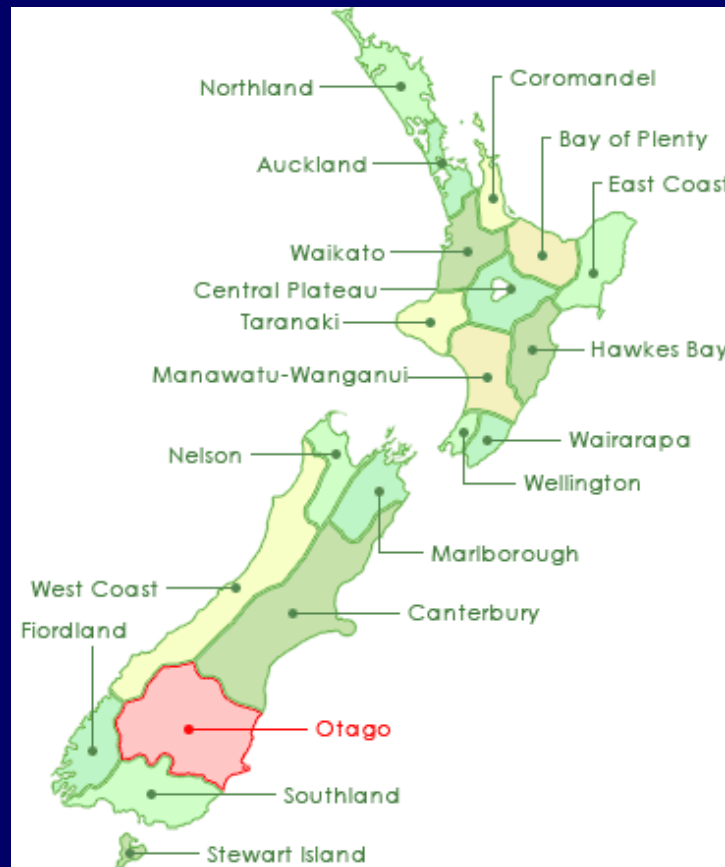 Northland
Coromandel
Auckland
Bay of Plenty
East Coast
Waikato
Central Plateau
Taranaki
Hawkes Bay
Manawatu-Wanganui
Nelson
Wairarapa
Wellington
Marlborough
West Coast
Canterbury
Fiordland
Otago
Southland
Stewart Island